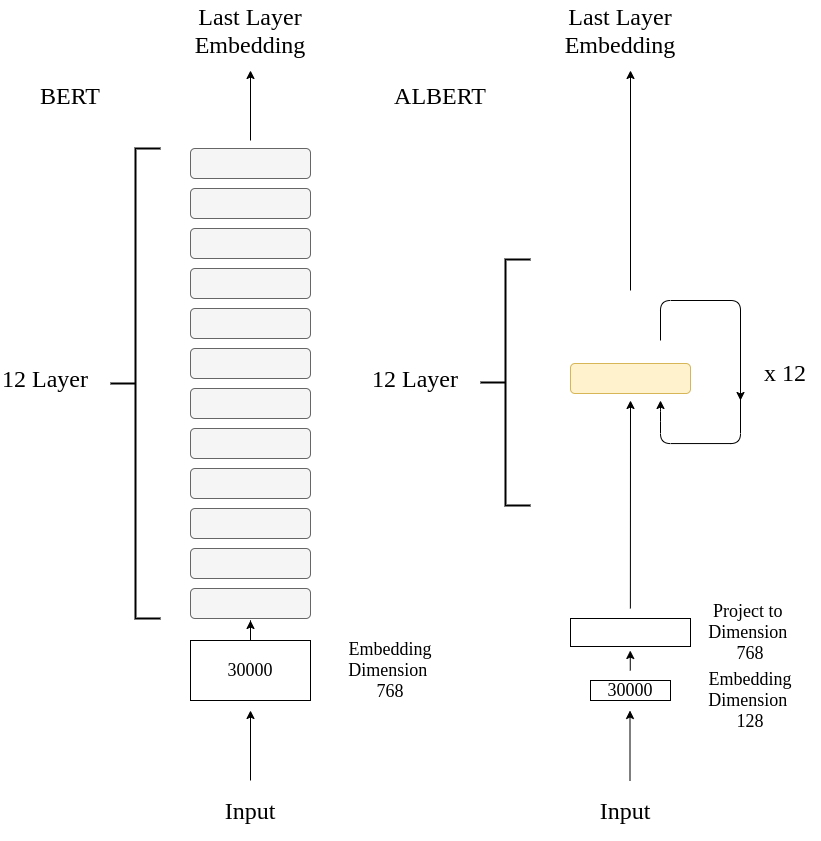 Last Layer
Embedding
BERT
12 Layer
30000
Embedding
Dimension
768
Input
Last Layer
Embedding
ALBERT
12 Layer
x 12
Project to
Dimension
768
30000
Embedding
Dimension
128
Input